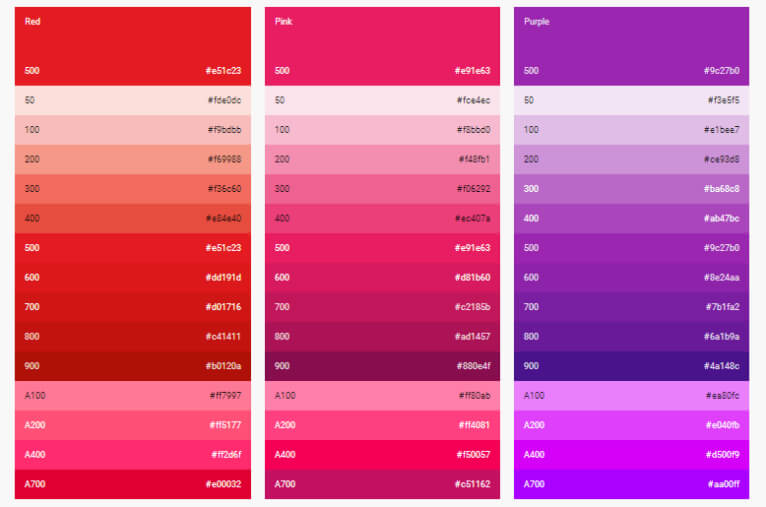 Red
500 #e51c23
50 #fde0dc
100 #f9bdbb
200 #f69988
300 #f36c60
400 #e84e40
500 #e51c23
600 #dd191d
700 #d01716
800 #c41411
900 #b0120a
A100 #ff7997
A200 #ff5177
A400 #ff2d6f
A700 #e00032
Pink
500 #e91e63
50 #fce4ec
100 #f8bbd0
200 #f48fb1
300 #f06292
400 #ec407a
500 #e91e63
600 #d81b60
700 #c2185b
800 #ad1457
900 #880e4f
A100 #ff80ab
A200 #ff4081
A400 #f50057
A700 #c51162
Purple
500 #9c27b0
50 #f3e5f5
100 #e1bee7
200 #ce93d8
300 #ba68c8
400 #ab47bc
500 #9c27b0
600 #8e24aa
700 #7b1fa2
800 #6a1b9a
900 #4a148c
A100 #ea80fc
A200 #e040fb
A400 #d500f9
A700 #aa00ff